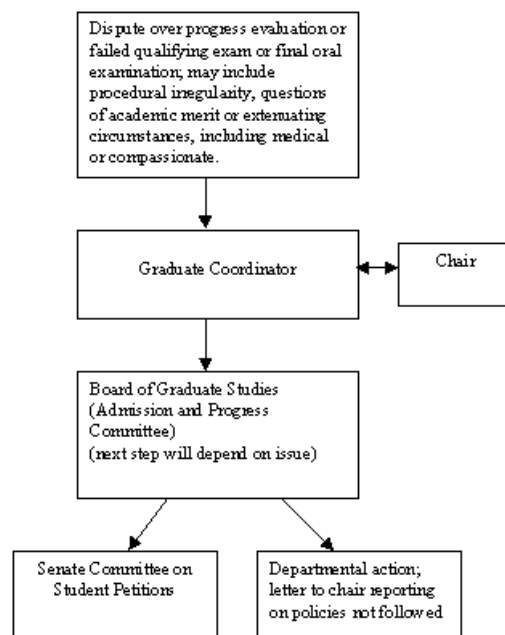 Dispute over progress evaluation or
failed qualifying exam or final oral
examination; may include
procedural irregularity, questions
of academic merit or extenuating
circumstances, including medical
or compassionate.
Graduate Coordinator
Chair
Board of Graduate Studies
(Admission and Progress
Committee)
(next step will depend on issue)
Senate Committee on
Student Petitions
Departmental action;
letter to chair reporting
on policies not followed